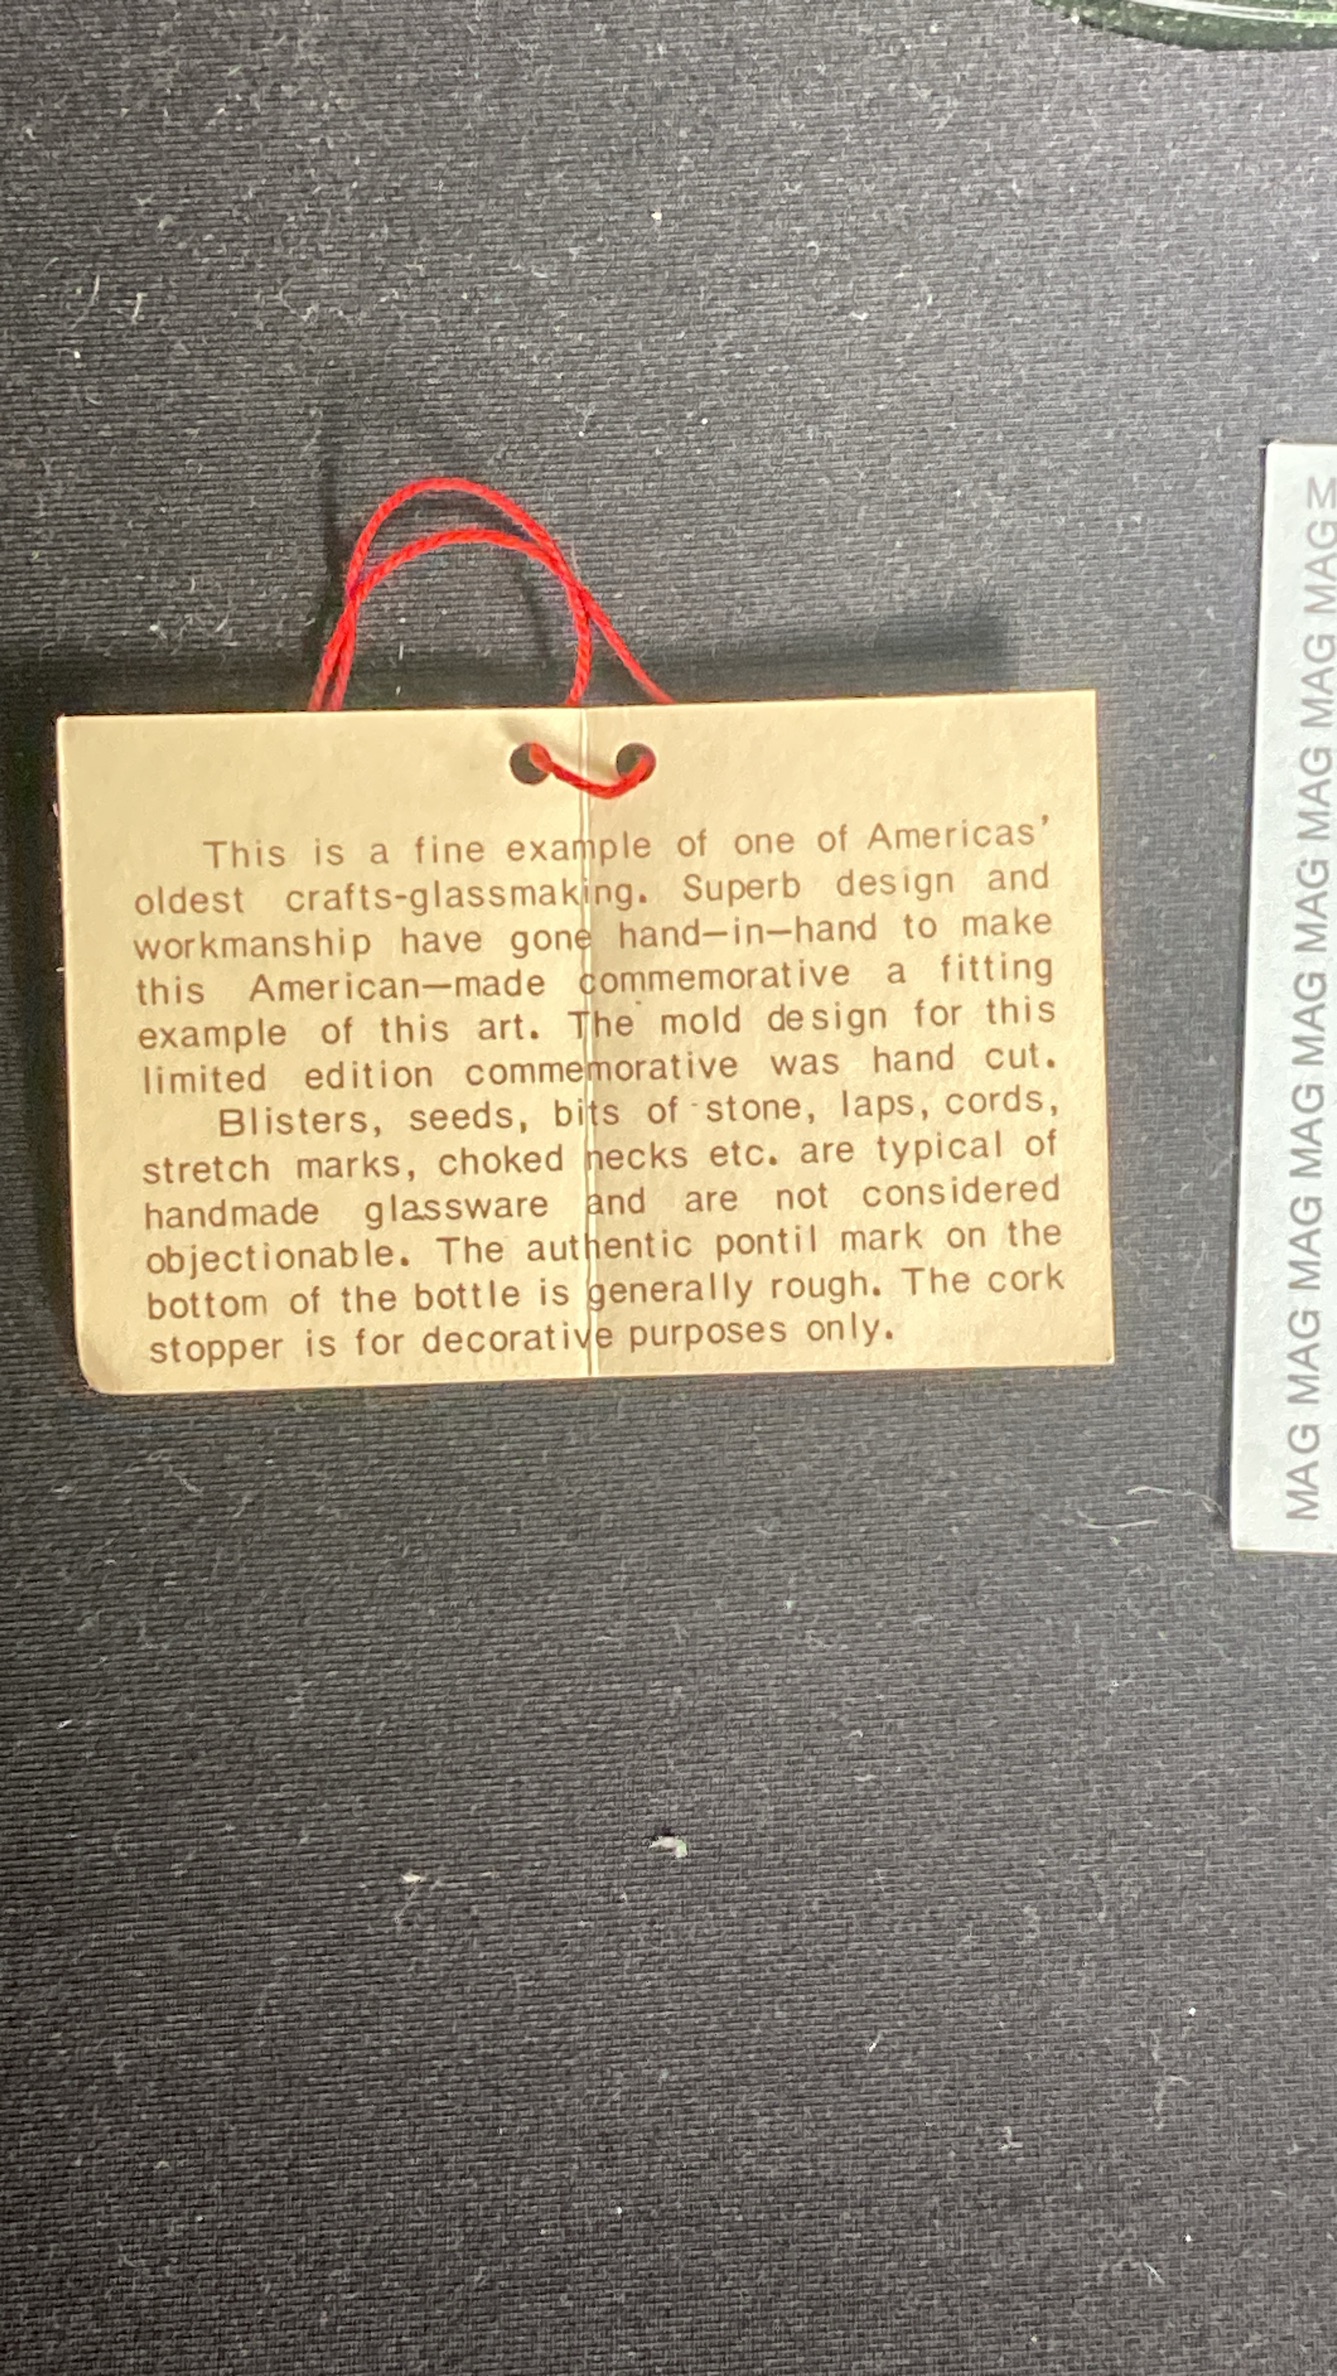 This is a fine example of one of Americas'
oldest crafts-glassmaking. Superb design and
workmanship have gone hand—in—hand to make
this American—made commemorative a fitting
example of this art. The mold design for this
limited edition commemorative was hand cut.
Blisters, seeds, bits of stone, laps, cords,
stretch marks, choked necks etc. are typical of
handmade glassware and are not considered
objectionable. The authentic pontil mark on the
bottom of the bottle is generally rough. The cork
stopper is for decorative purposes only.
MAG MAG MAG MAG MAG MAG MAG MAG M